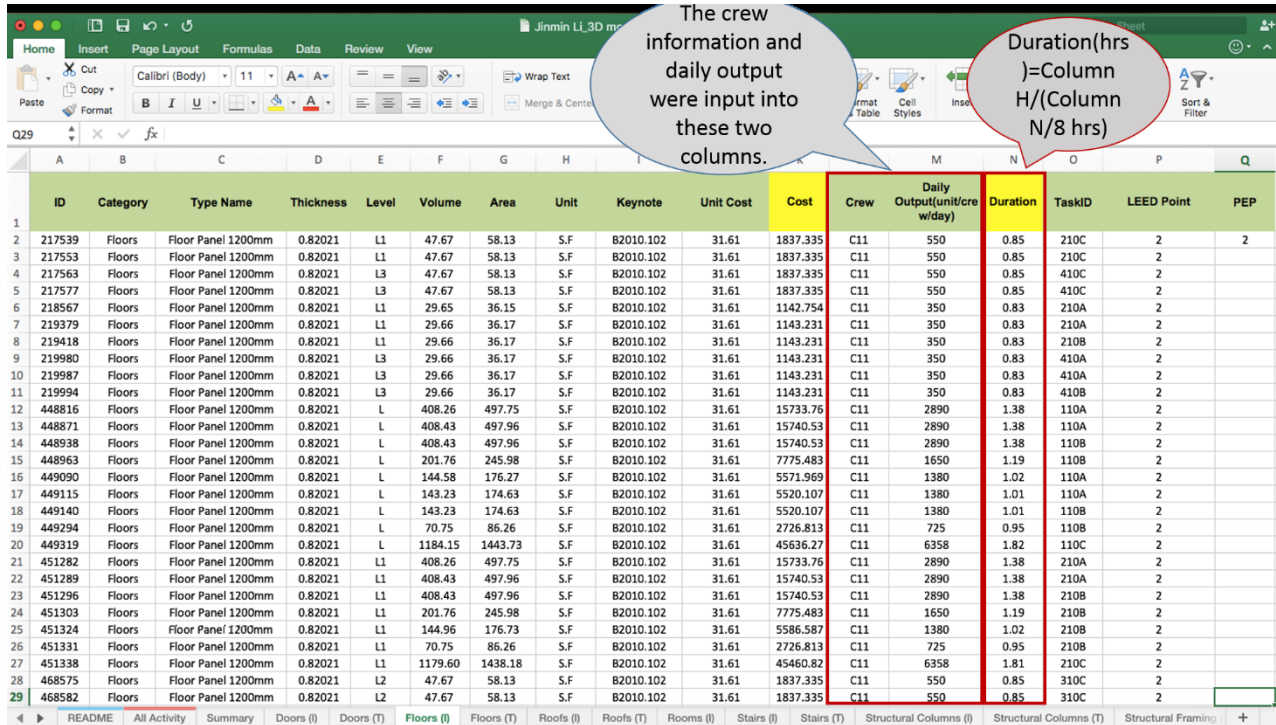 Jinmin Li_3D mo
Sheet
Home Insert Page Layout Formulas Data Review View
The crew
information and
daily output
were input into
these two
columns.
Duration(hrs
)=Column
H/(Column
N/8 hrs)
Paste
Cut
Copy
Format
Calibri (Body) 11 A A
B I U A
Wrap Text
Merge & Cente
rmat
Table
Cell
Styles
Inse
Sort &
Filter
Q29 fx
A B C D E F G H I K M N O P Q
1 ID Category Type Name Thickness Level Volume Area Unit Keynote Unit Cost Cost Crew Daily Output(unit/crew/day) Duration TaskID LEED Point PEP
2 217539 Floors Floor Panel 1200mm 0.82021 L1 47.67 58.13 S.F B2010.102 31.61 1837.335 C11 550 0.85 210C 2 2
3 217553 Floors Floor Panel 1200mm 0.82021 L1 47.67 58.13 S.F B2010.102 31.61 1837.335 C11 550 0.85 210C 2
4 217563 Floors Floor Panel 1200mm 0.82021 L3 47.67 58.13 S.F B2010.102 31.61 1837.335 C11 550 0.85 410C 2
5 217577 Floors Floor Panel 1200mm 0.82021 L3 47.67 58.13 S.F B2010.102 31.61 1837.335 C11 550 0.85 410C 2
6 218567 Floors Floor Panel 1200mm 0.82021 L1 29.65 36.15 S.F B2010.102 31.61 1142.754 C11 350 0.83 210A 2
7 219379 Floors Floor Panel 1200mm 0.82021 L1 29.66 36.17 S.F B2010.102 31.61 1143.231 C11 350 0.83 210A 2
8 219418 Floors Floor Panel 1200mm 0.82021 L1 29.66 36.17 S.F B2010.102 31.61 1143.231 C11 350 0.83 210B 2
9 219980 Floors Floor Panel 1200mm 0.82021 L3 29.66 36.17 S.F B2010.102 31.61 1143.231 C11 350 0.83 410A 2
10 219987 Floors Floor Panel 1200mm 0.82021 L3 29.66 36.17 S.F B2010.102 31.61 1143.231 C11 350 0.83 410A 2
11 219994 Floors Floor Panel 1200mm 0.82021 L3 29.66 36.17 S.F B2010.102 31.61 1143.231 C11 350 0.83 410B 2
12 448816 Floors Floor Panel 1200mm 0.82021 L 408.26 497.75 S.F B2010.102 31.61 15733.76 C11 2890 1.38 110A 2
13 448871 Floors Floor Panel 1200mm 0.82021 L 408.43 497.96 S.F B2010.102 31.61 15740.53 C11 2890 1.38 110A 2
14 448938 Floors Floor Panel 1200mm 0.82021 L 408.43 497.96 S.F B2010.102 31.61 15740.53 C11 2890 1.38 110B 2
15 448963 Floors Floor Panel 1200mm 0.82021 L 201.76 245.98 S.F B2010.102 31.61 7775.483 C11 1650 1.19 110B 2
16 449090 Floors Floor Panel 1200mm 0.82021 L 144.58 176.27 S.F B2010.102 31.61 5571.969 C11 1380 1.02 110A 2
17 449115 Floors Floor Panel 1200mm 0.82021 L 143.23 174.63 S.F B2010.102 31.61 5520.107 C11 1380 1.01 110A 2
18 449140 Floors Floor Panel 1200mm 0.82021 L 143.23 174.63 S.F B2010.102 31.61 5520.107 C11 1380 1.01 110B 2
19 449294 Floors Floor Panel 1200mm 0.82021 L 70.75 86.26 S.F B2010.102 31.61 2726.813 C11 725 0.95 110B 2
20 449319 Floors Floor Panel 1200mm 0.82021 L 1184.15 1443.73 S.F B2010.102 31.61 45636.27 C11 6358 1.82 110C 2
21 451282 Floors Floor Panel 1200mm 0.82021 L1 408.26 497.75 S.F B2010.102 31.61 15733.76 C11 2890 1.38 210A 2
22 451289 Floors Floor Panel 1200mm 0.82021 L1 408.43 497.96 S.F B2010.102 31.61 15740.53 C11 2890 1.38 210A 2
23 451296 Floors Floor Panel 1200mm 0.82021 L1 408.43 497.96 S.F B2010.102 31.61 15740.53 C11 2890 1.38 210B 2
24 451303 Floors Floor Panel 1200mm 0.82021 L1 201.76 245.98 S.F B2010.102 31.61 7775.483 C11 1650 1.19 210B 2
25 451324 Floors Floor Panel 1200mm 0.82021 L1 144.96 176.73 S.F B2010.102 31.61 5586.587 C11 1380 1.02 210B 2
26 451331 Floors Floor Panel 1200mm 0.82021 L1 70.75 86.26 S.F B2010.102 31.61 2726.813 C11 725 0.95 210B 2
27 451338 Floors Floor Panel 1200mm 0.82021 L1 1179.60 1438.18 S.F B2010.102 31.61 45460.82 C11 6358 1.81 210C 2
28 468575 Floors Floor Panel 1200mm 0.82021 L2 47.67 58.13 S.F B2010.102 31.61 1837.335 C11 550 0.85 310C 2
29 468582 Floors Floor Panel 1200mm 0.82021 L2 47.67 58.13 S.F B2010.102 31.61 1837.335 C11 550 0.85 310C 2
README All Activity Summary Doors (I) Doors (T) Floors (I) Floors (T) Roofs (I) Roofs (T) Rooms (I) Stairs (I) Stairs (T) Structural Columns (I) Structural Columns (T) Structural Framing +